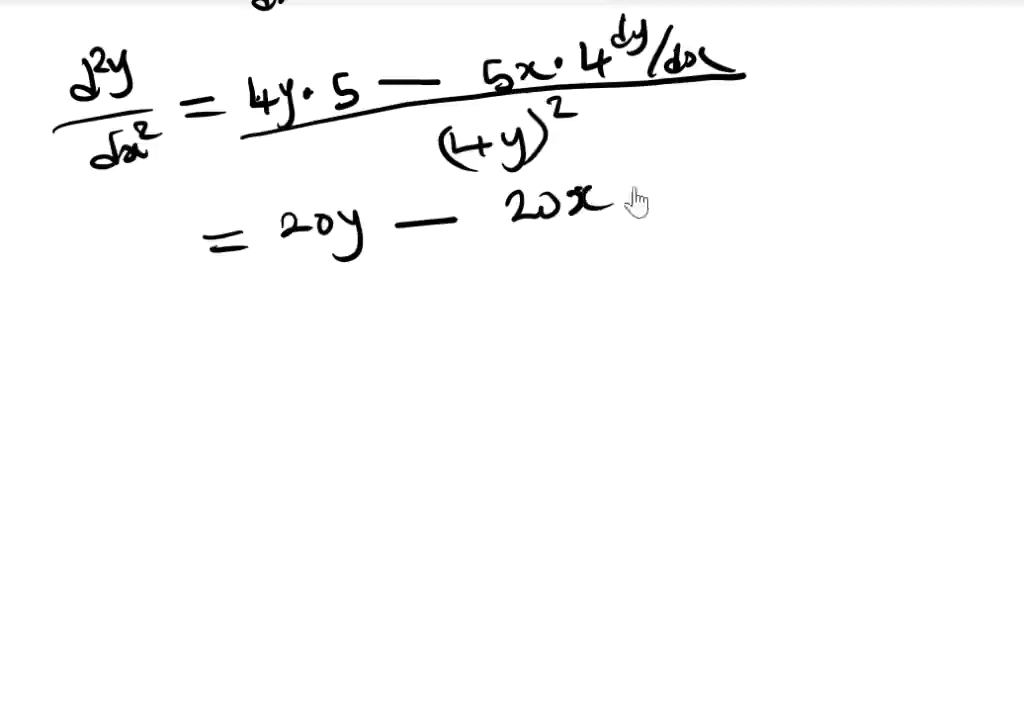 d²y/dx² = (4y · 5 − 5x · 4 dy/dx)/(4y)²
= 20y − 20x